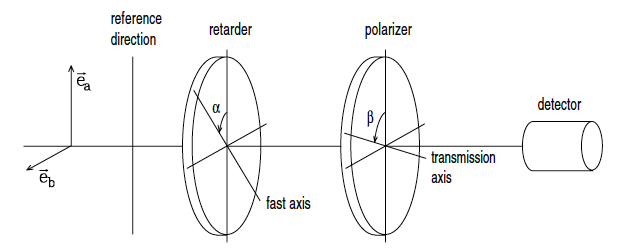 reference
direction
retarder
polarizer
e⃗a
α
β
detector
e⃗b
transmission
axis
fast axis